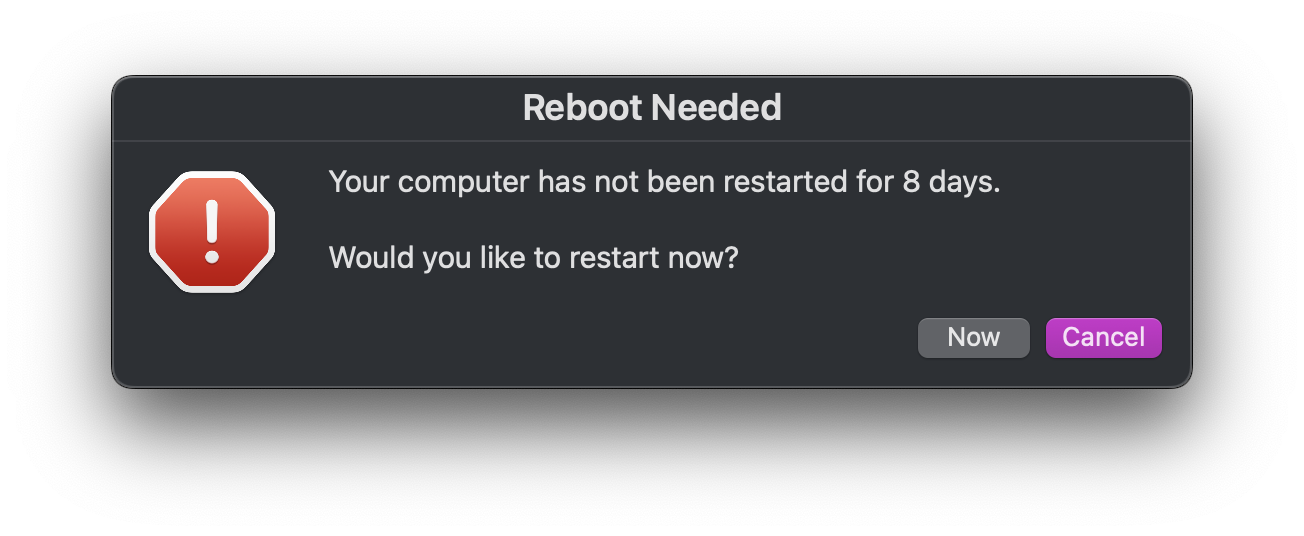 Reboot Needed
Your computer has not been restarted for 8 days.
Would you like to restart now?
Now
Cancel